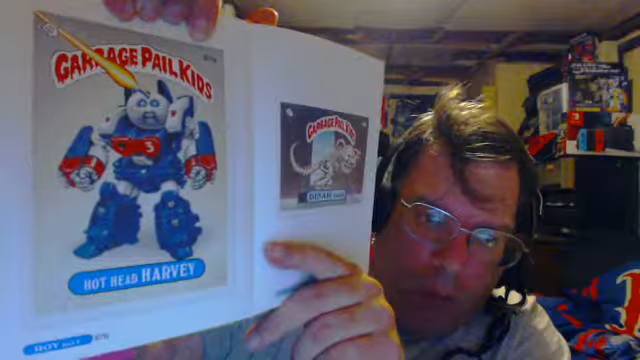 GARBAGE PAIL KIDS
3
HOT HEAD HARVEY
GARBAGE PAIL KIDS
DINAH